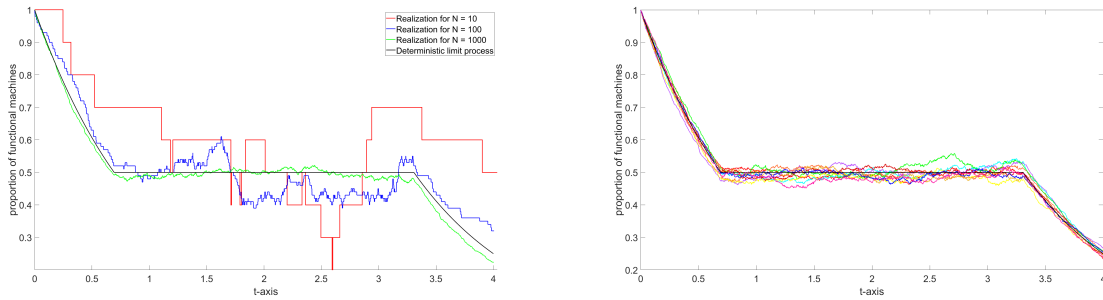 1
0.9
0.8
0.7
0.6
0.5
0.4
0.3
proportion of functional machines
0 0.5 1 1.5 2 2.5 3 3.5 4
t-axis
Realization for N = 10
Realization for N = 100
Realization for N = 1000
Deterministic limit process
1
0.9
0.8
0.7
0.6
0.5
0.4
0.3
0.2
proportion of functional machines
0 0.5 1 1.5 2 2.5 3 3.5 4
t-axis